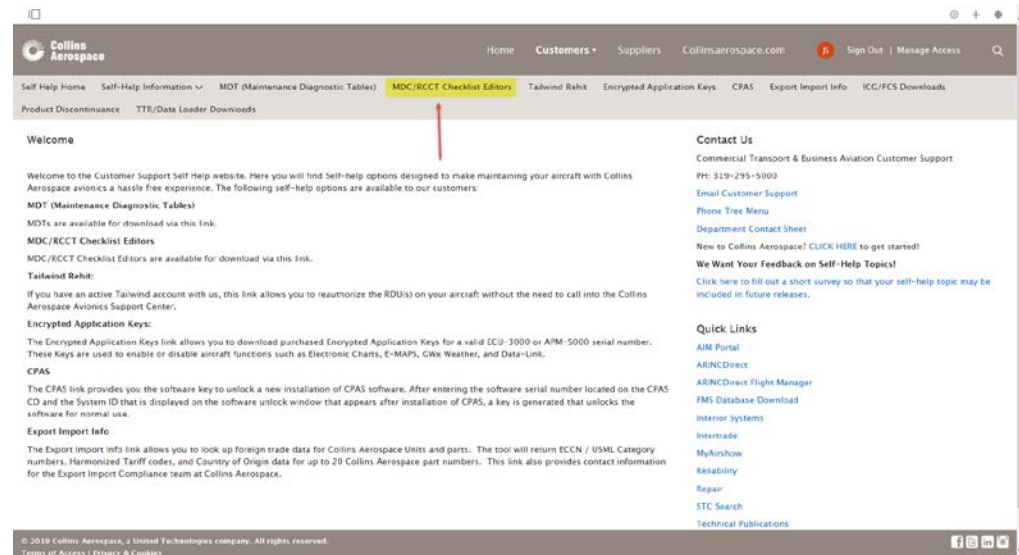 Collins
Aerospace
Home Customers Suppliers Collinsaerospace.com JS Sign Out | Manage Access
Self Help Home Self-Help Information MDT (Maintenance Diagnostic Tables) MDC/RCCT Checklist Editors Tailwind Rehit Encrypted Application Keys CPAS Export Import Info ICG/FCS Downloads
Product Discontinuance TTR/Data Loader Downloads
Welcome
Welcome to the Customer Support Self Help website. Here you will find Self-help options designed to make maintaining your aircraft with Collins
Aerospace avionics a hassle free experience. The following self-help options are available to our customers:
MDT (Maintenance Diagnostic Tables)
MDTs are available for download via this link.
MDC/RCCT Checklist Editors
MDC/RCCT Checklist Editors are available for download via this link.
Tailwind Rehit:
If you have an active Tailwind account with us, this link allows you to reauthorize the RDU(s) on your aircraft without the need to call into the Collins
Aerospace Avionics Support Center.
Encrypted Application Keys:
The Encrypted Application Keys link allows you to download purchased Encrypted Application Keys for a valid ECU-3000 or APM-5000 serial number.
These Keys are used to enable or disable aircraft functions such as Electronic Charts, E-MAPS, GWx Weather, and Data-Link.
CPAS
The CPAS link provides you the software key to unlock a new installation of CPAS software. After entering the software serial number located on the CPAS
CD and the System ID that is displayed on the software unlock window that appears after installation of CPAS, a key is generated that unlocks the
software for normal use.
Export Import Info
The Export Import Info link allows you to look up foreign trade data for Collins Aerospace Units and parts. The tool will return ECCN / USML Category
numbers, Harmonized Tariff codes, and Country of Origin data for up to 20 Collins Aerospace part numbers. This link also provides contact information
for the Export Import Compliance team at Collins Aerospace.
Contact Us
Commercial Transport & Business Aviation Customer Support
PH: 319-295-5000
Email Customer Support
Phone Tree Menu
Department Contact Sheet
New to Collins Aerospace? CLICK HERE to get started!
We Want Your Feedback on Self-Help Topics!
Click here to fill out a short survey so that your self-help topic may be
included in future releases.
Quick Links
AIM Portal
ARINCDirect
ARINCDirect Flight Manager
FMS Database Download
Interior Systems
Intertrade
MyAirshow
Reliability
Repair
STC Search
Technical Publications
© 2019 Collins Aerospace, a United Technologies company. All rights reserved.
Terms of Access | Privacy & Cookies